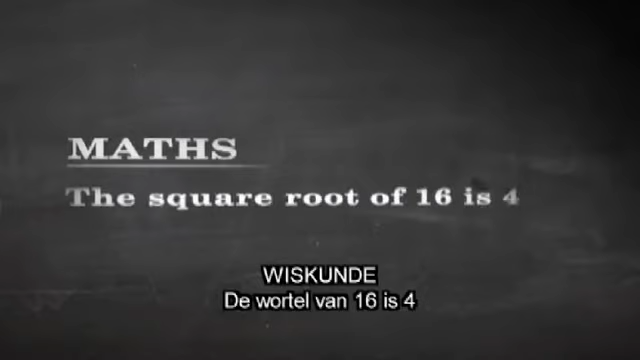 MATHS
The square root of 16 is 4
WISKUNDE
De wortel van 16 is 4